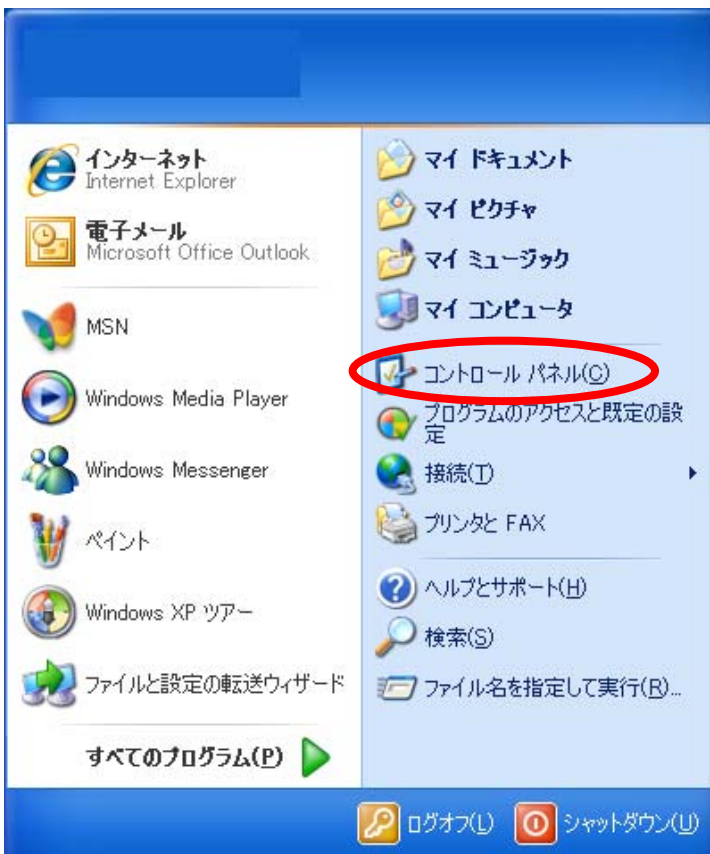 インターネット
Internet Explorer
電子メール
Microsoft Office Outlook
MSN
Windows Media Player
Windows Messenger
ペイント
Windows XP ツアー
ファイルと設定の転送ウィザード
すべてのプログラム(P)
マイ ドキュメント
マイ ピクチャ
マイ ミュージック
マイ コンピュータ
コントロール パネル(C)
プログラムのアクセスと既定の設
定
接続(T)
プリンタと FAX
ヘルプとサポート(H)
検索(S)
ファイル名を指定して実行(R)...
ログオフ(L)
シャットダウン(U)